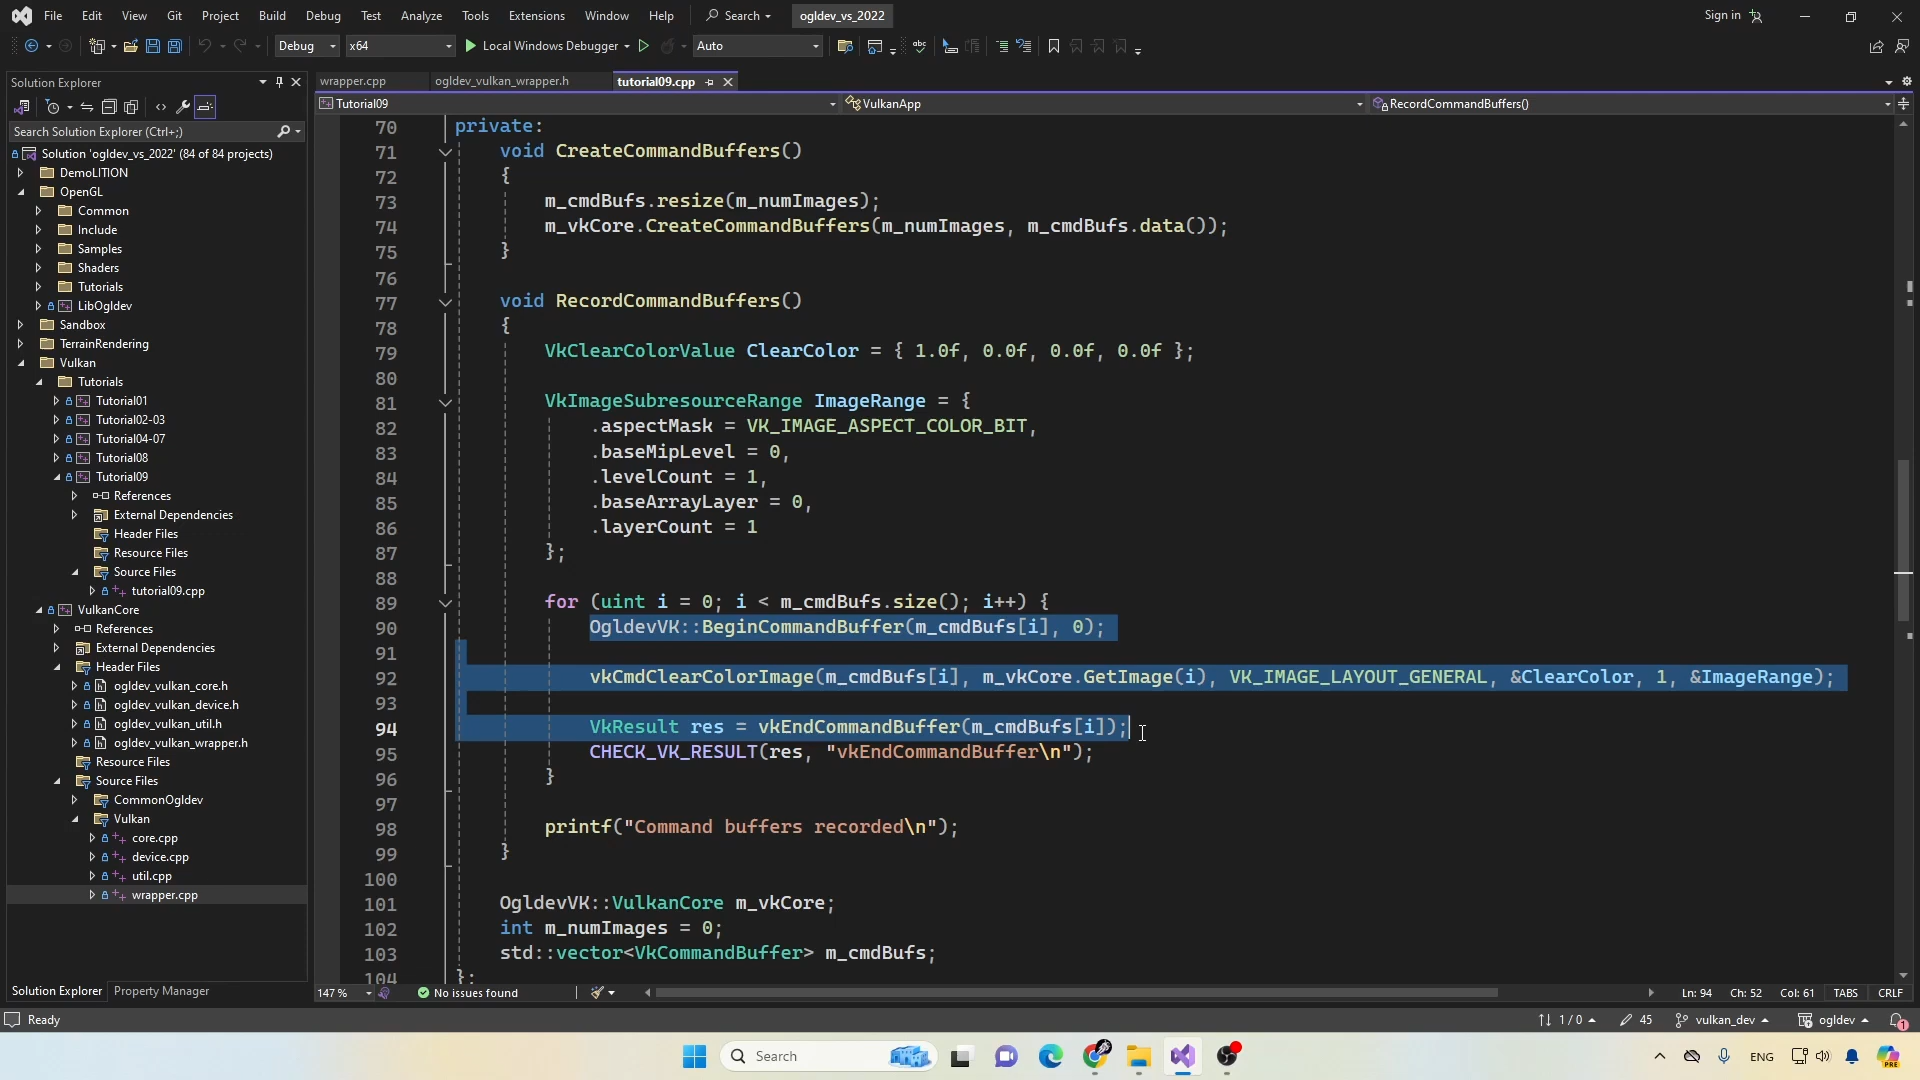 File Edit View Git Project Build Debug Test Analyze Tools Extensions Window Help Search ogldev_vs_2022 Sign in
Debug x64 Local Windows Debugger Auto
Solution Explorer
Search Solution Explorer (Ctrl+;)
Solution 'ogldev_vs_2022' (84 of 84 projects)
DemoLITION
OpenGL
Common
Include
Samples
Shaders
Tutorials
LibOgldev
Sandbox
TerrainRendering
Vulkan
Tutorials
Tutorial01
Tutorial02-03
Tutorial04-07
Tutorial08
Tutorial09
References
External Dependencies
Header Files
Resource Files
Source Files
tutorial09.cpp
VulkanCore
References
External Dependencies
Header Files
ogldev_vulkan_core.h
ogldev_vulkan_device.h
ogldev_vulkan_util.h
ogldev_vulkan_wrapper.h
Resource Files
Source Files
CommonOgldev
Vulkan
core.cpp
device.cpp
util.cpp
wrapper.cpp
Solution Explorer Property Manager
wrapper.cpp ogldev_vulkan_wrapper.h tutorial09.cpp
Tutorial09 VulkanApp RecordCommandBuffers()
70 private:
71 void CreateCommandBuffers()
72 {
73 m_cmdBufs.resize(m_numImages);
74 m_vkCore.CreateCommandBuffers(m_numImages, m_cmdBufs.data());
75 }
76
77 void RecordCommandBuffers()
78 {
79 VkClearColorValue ClearColor = { 1.0f, 0.0f, 0.0f, 0.0f };
80
81 VkImageSubresourceRange ImageRange = {
82 .aspectMask = VK_IMAGE_ASPECT_COLOR_BIT,
83 .baseMipLevel = 0,
84 .levelCount = 1,
85 .baseArrayLayer = 0,
86 .layerCount = 1
87 };
88
89 for (uint i = 0; i < m_cmdBufs.size(); i++) {
90 OgldevVK::BeginCommandBuffer(m_cmdBufs[i], 0);
91
92 vkCmdClearColorImage(m_cmdBufs[i], m_vkCore.GetImage(i), VK_IMAGE_LAYOUT_GENERAL, &ClearColor, 1, &ImageRange);
93
94 VkResult res = vkEndCommandBuffer(m_cmdBufs[i]);
95 CHECK_VK_RESULT(res, "vkEndCommandBuffer\n");
96 }
97
98 printf("Command buffers recorded\n");
99 }
100
101 OgldevVK::VulkanCore m_vkCore;
102 int m_numImages = 0;
103 std::vector<VkCommandBuffer> m_cmdBufs;
104 };
147 % No issues found Ln: 94 Ch: 52 Col: 61 TABS CRLF
Ready 1 / 0 45 vulkan_dev ogldev 1
Search ENG PRE